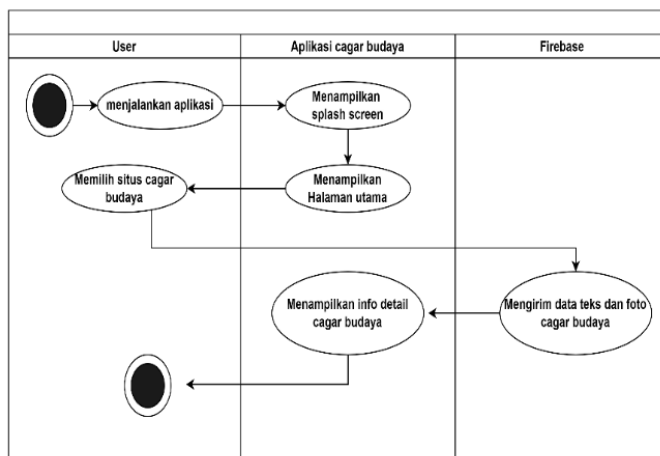 User
Aplikasi cagar budaya
Firebase
menjalankan aplikasi
Menampilkan
splash screen
Menampilkan
Halaman utama
Memilih situs cagar
budaya
Mengirim data teks dan foto
cagar budaya
Menampilkan info detail
cagar budaya